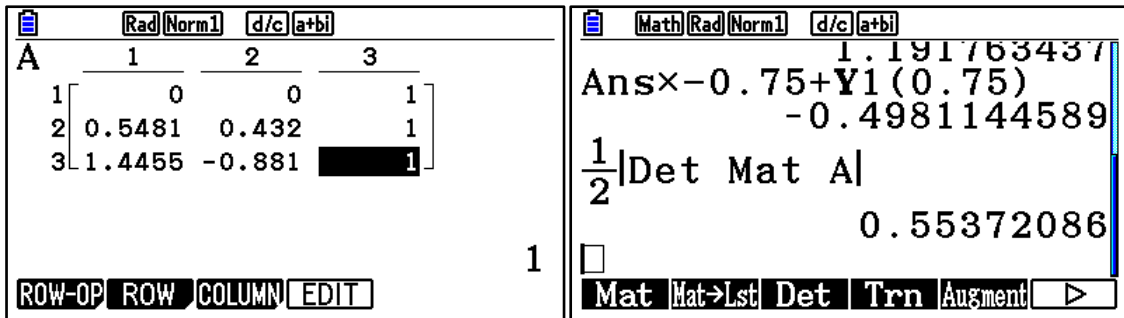 Rad Norm1 d/c a+bi
A 1 2 3
1 0 0 1
2 0.5481 0.432 1
3 1.4455 -0.881 1
1
ROW-OP ROW COLUMN EDIT
Math Rad Norm1 d/c a+bi
1.191763437
Ans×-0.75+Y1(0.75)
-0.4981144589
1/2|Det Mat A|
0.55372086
Mat Mat→Lst Det Trn Augment ▷